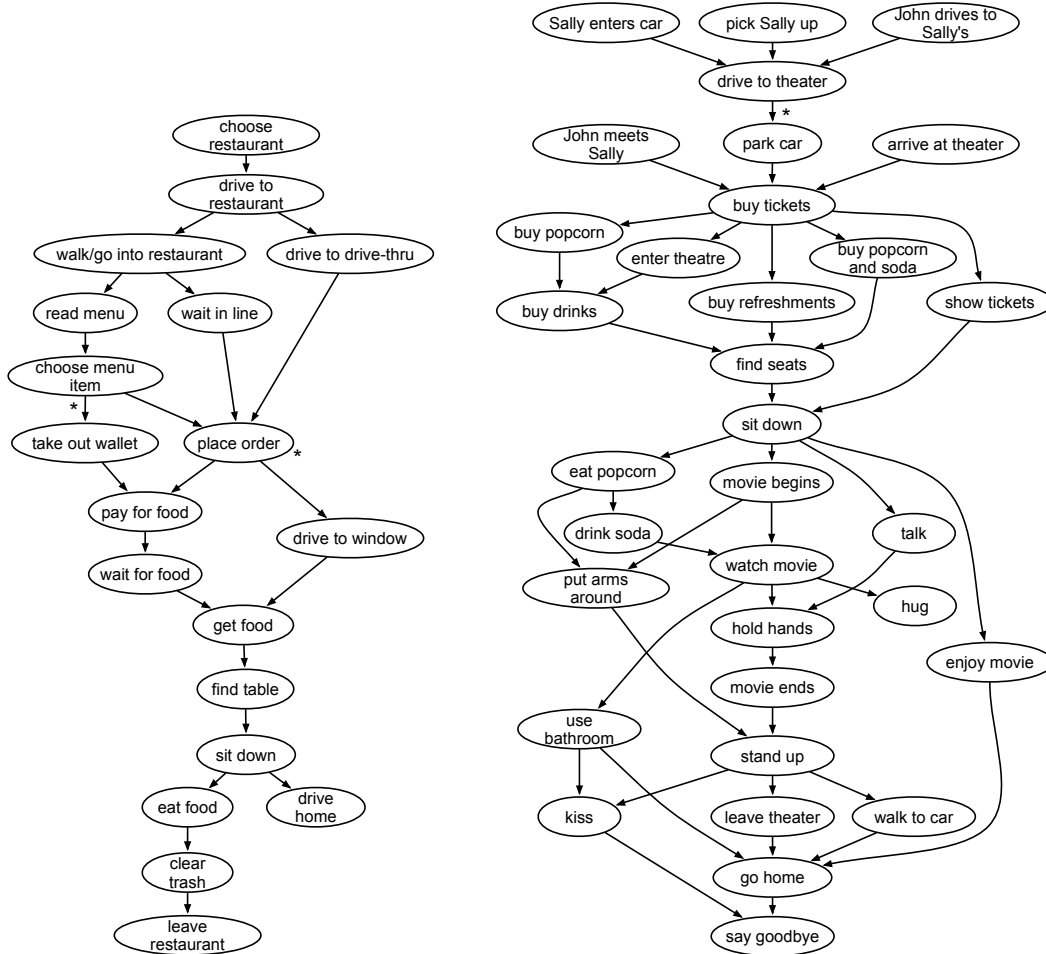 choose
restaurant
drive to
restaurant
walk/go into restaurant
drive to drive-thru
read menu
wait in line
choose menu
item
*
take out wallet
place order
*
pay for food
drive to window
wait for food
get food
find table
sit down
eat food
drive
home
clear
trash
leave
restaurant
Sally enters car
pick Sally up
John drives to
Sally's
drive to theater
*
John meets
Sally
park car
arrive at theater
buy tickets
buy popcorn
enter theatre
buy popcorn
and soda
buy drinks
buy refreshments
show tickets
find seats
sit down
eat popcorn
movie begins
drink soda
talk
watch movie
put arms
around
hug
hold hands
enjoy movie
movie ends
use
bathroom
stand up
kiss
leave theater
walk to car
go home
say goodbye